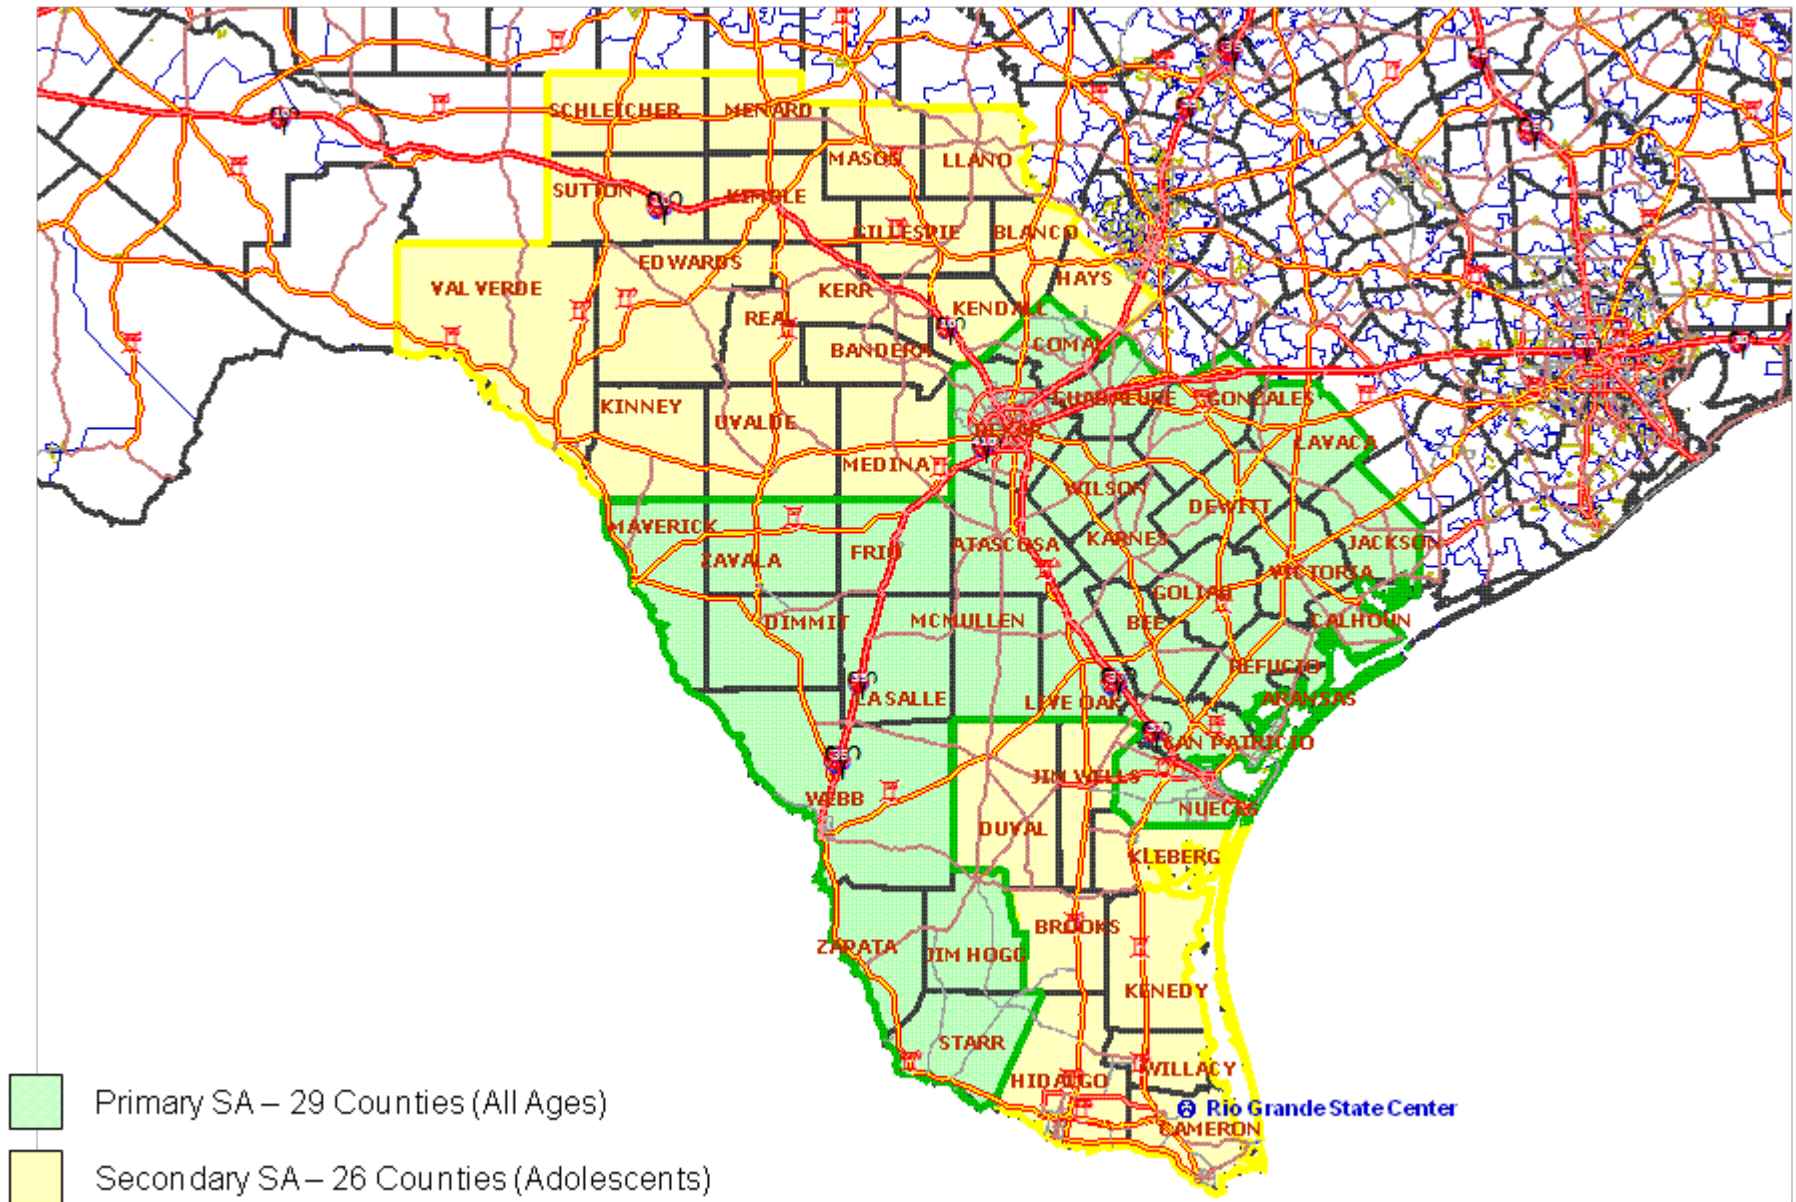 SCHLEICHER
MENARD
MASON
LLANO
SUTTON
KIMBLE
GILLESPIE
BLANCO
EDWARDS
HAYS
VAL VERDE
KERR
KENDALL
REAL
COMAL
BANDERA
GUADALUPE
GONZALES
KINNEY
UVALDE
BEXAR
LAVACA
MEDINA
WILSON
DEWITT
MAVERICK
KARNES
JACKSON
FRIO
ATASCOSA
ZAVALA
VICTORIA
GOLIAD
DIMMIT
MCMULLEN
BEE
CALHOUN
REFUGIO
LA SALLE
LIVE OAK
ARANSAS
SAN PATRICIO
JIM WELLS
WEBB
NUECES
DUVAL
KLEBERG
BROOKS
ZAPATA
JIM HOGG
KENEDY
STARR
WILLACY
HIDALGO
Rio Grande State Center
CAMERON
Primary SA – 29 Counties (All Ages)
Secondary SA – 26 Counties (Adolescents)